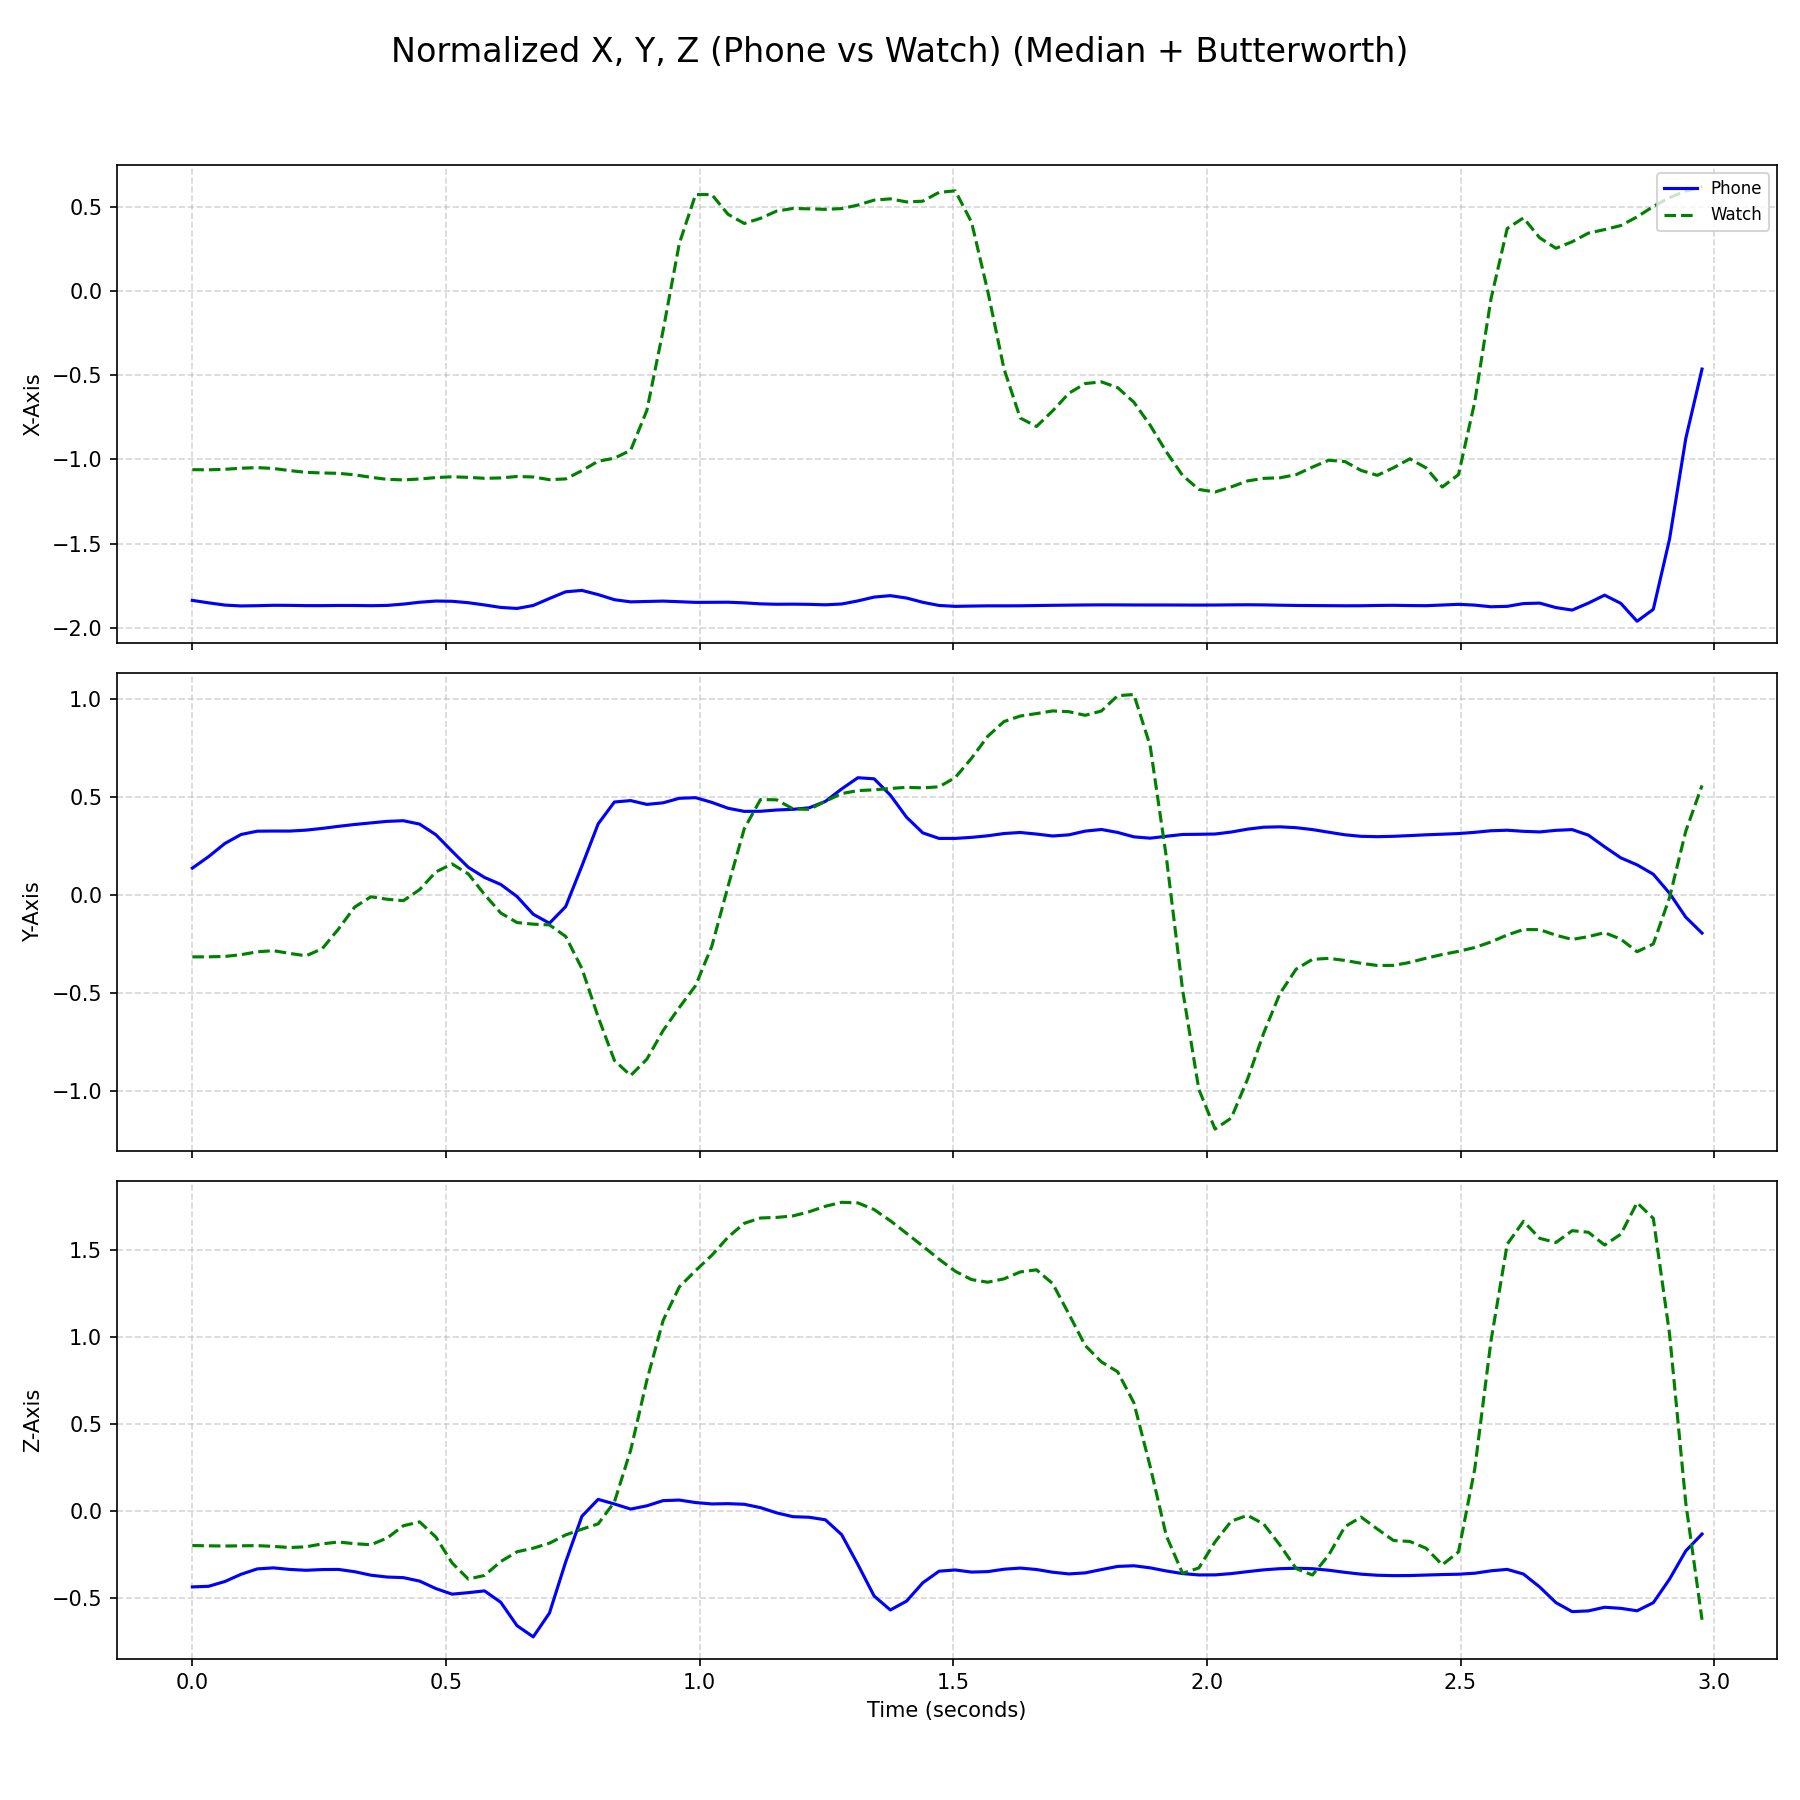 Normalized X, Y, Z (Phone vs Watch) (Median + Butterworth)
Phone
Watch
0.5
0.0
−0.5
−1.0
−1.5
−2.0
X-Axis
1.0
0.5
0.0
−0.5
−1.0
Y-Axis
1.5
1.0
0.5
0.0
−0.5
Z-Axis
0.0 0.5 1.0 1.5 2.0 2.5 3.0
Time (seconds)